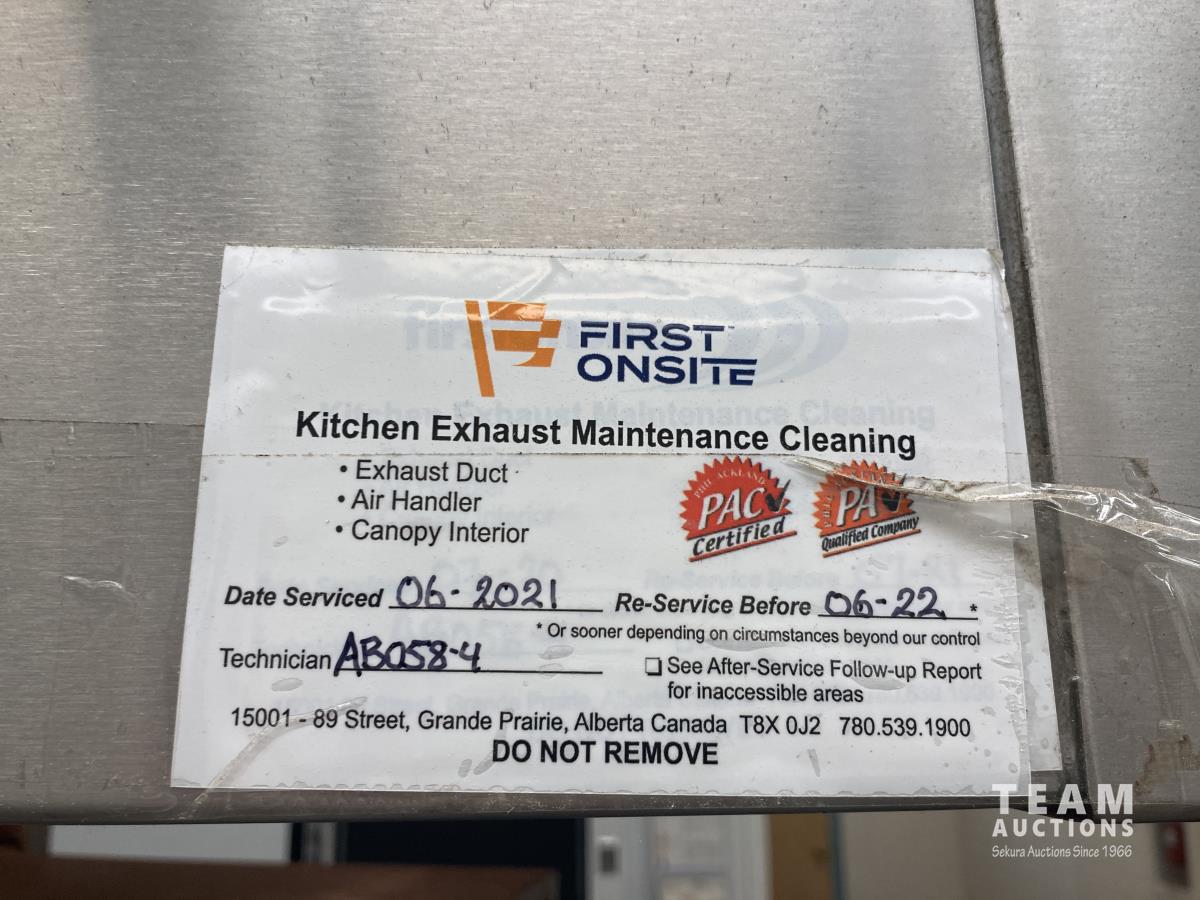 FIRST™
ONSITE
Kitchen Exhaust Maintenance Cleaning
• Exhaust Duct
• Air Handler
• Canopy Interior
PHIL ACKLAND
PAC
Certified
PA
Qualified Company
Date Serviced 06-2021 Re-Service Before 06-22 *
* Or sooner depending on circumstances beyond our control
Technician AB058-4
❑ See After-Service Follow-up Report
for inaccessible areas
15001 - 89 Street, Grande Prairie, Alberta Canada T8X 0J2 780.539.1900
DO NOT REMOVE
TEAM
AUCTIONS
Sekura Auctions Since 1966